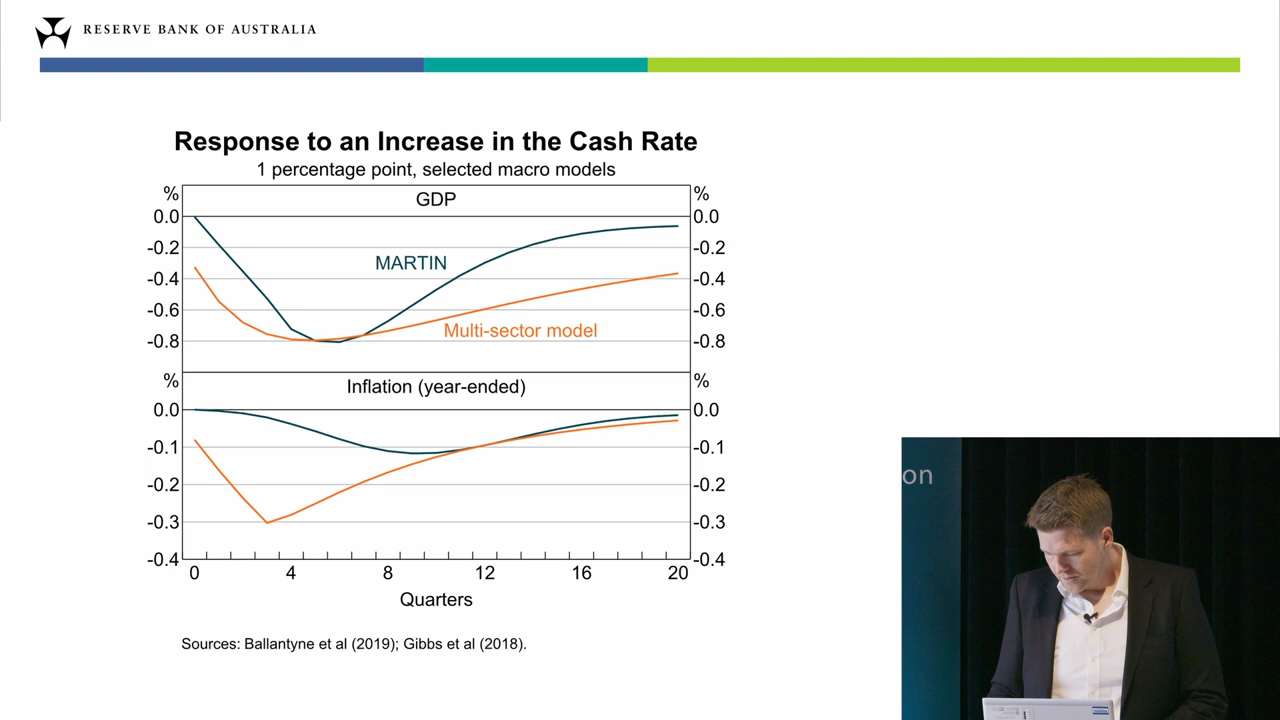 RESERVE BANK OF AUSTRALIA
Response to an Increase in the Cash Rate
1 percentage point, selected macro models
% %
GDP
0.0 0.0
-0.2 -0.2
MARTIN
-0.4 -0.4
-0.6 -0.6
Multi-sector model
-0.8 -0.8
% %
Inflation (year-ended)
0.0 0.0
-0.1 -0.1
-0.2 -0.2
-0.3 -0.3
-0.4 -0.4
0 4 8 12 16 20
Quarters
Sources: Ballantyne et al (2019); Gibbs et al (2018).
on